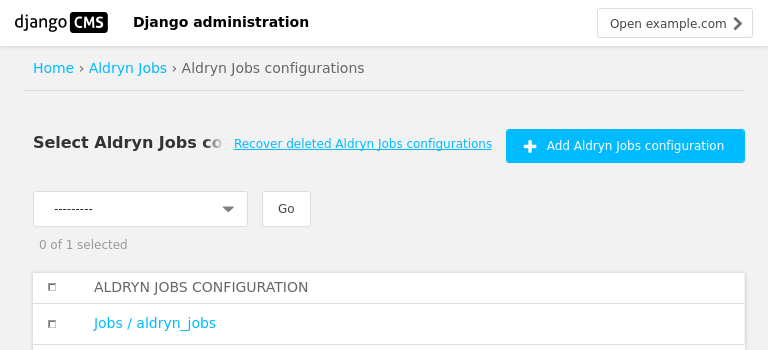 django CMS Django administration Open example.com
Home › Aldryn Jobs › Aldryn Jobs configurations
Select Aldryn Jobs co Recover deleted Aldryn Jobs configurations Add Aldryn Jobs configuration
--------- Go
0 of 1 selected
ALDRYN JOBS CONFIGURATION
Jobs / aldryn_jobs